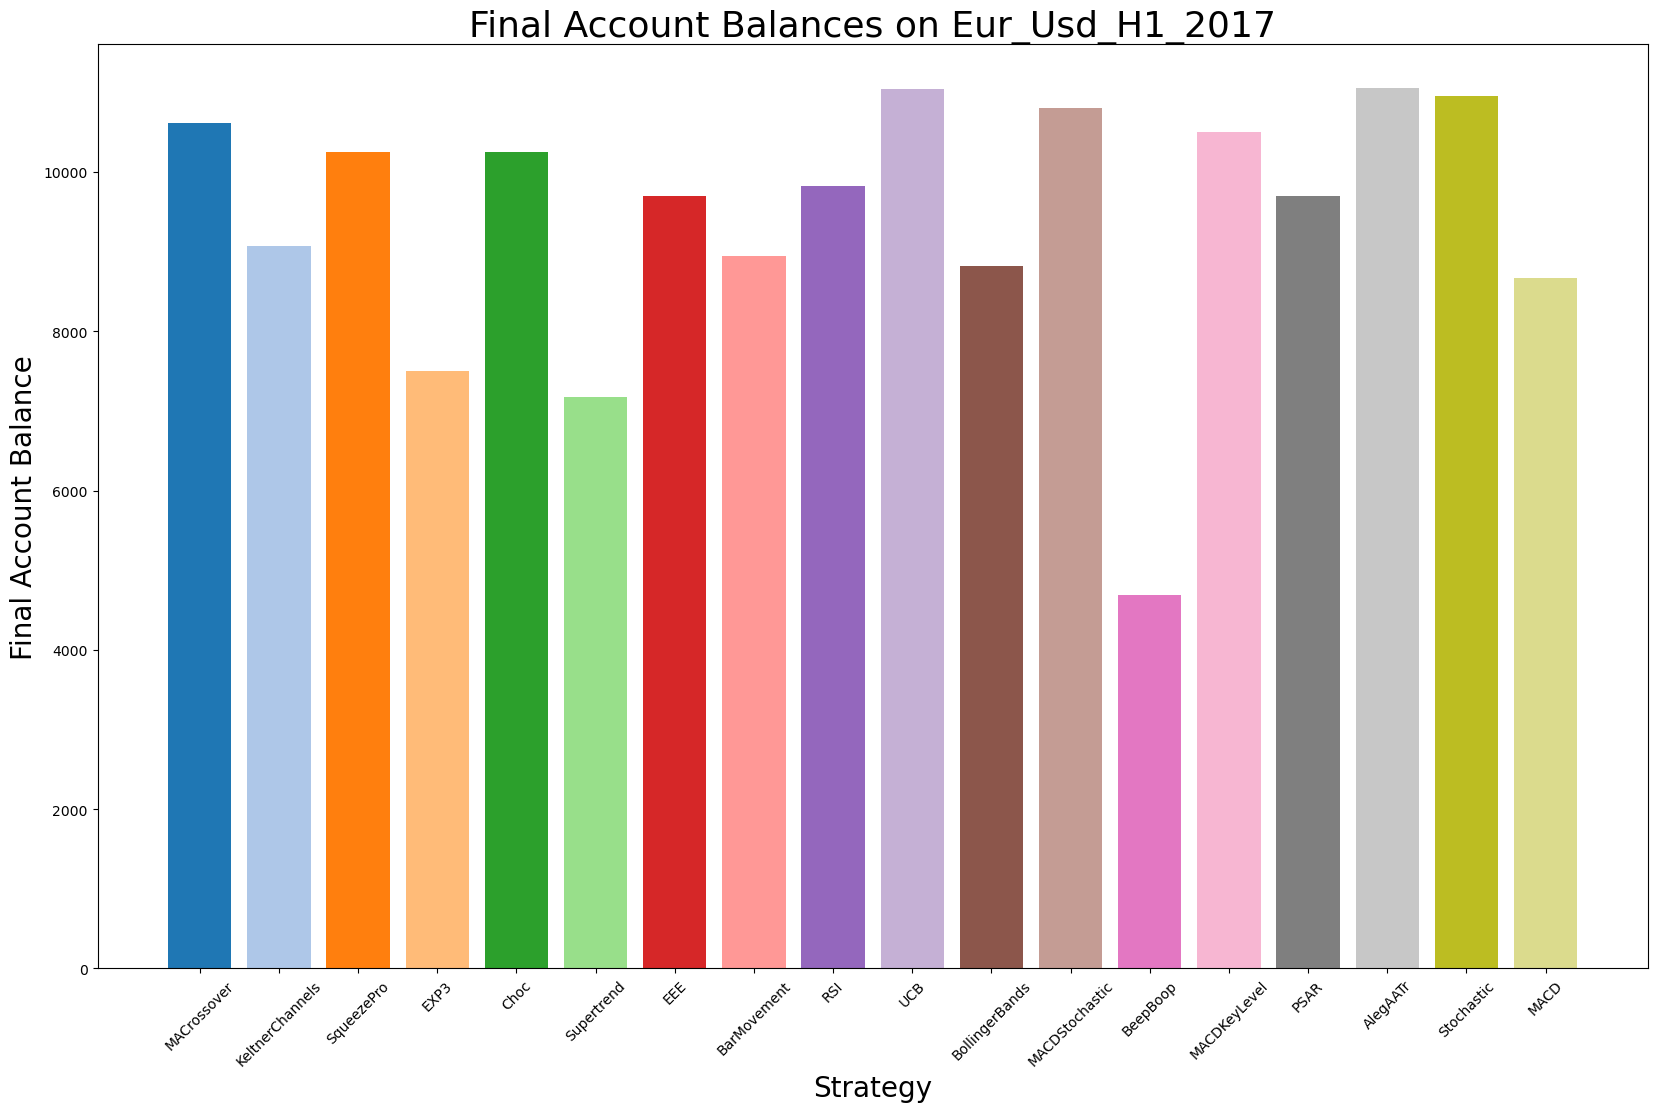 Final Account Balances on Eur_Usd_H1_2017
Final Account Balance
10000
8000
6000
4000
2000
0
MACrossover
KeltnerChannels
SqueezePro
EXP3
Choc
Supertrend
EEE
BarMovement
RSI
UCB
BollingerBands
MACDStochastic
BeepBoop
MACDKeyLevel
PSAR
AlegAATr
Stochastic
MACD
Strategy